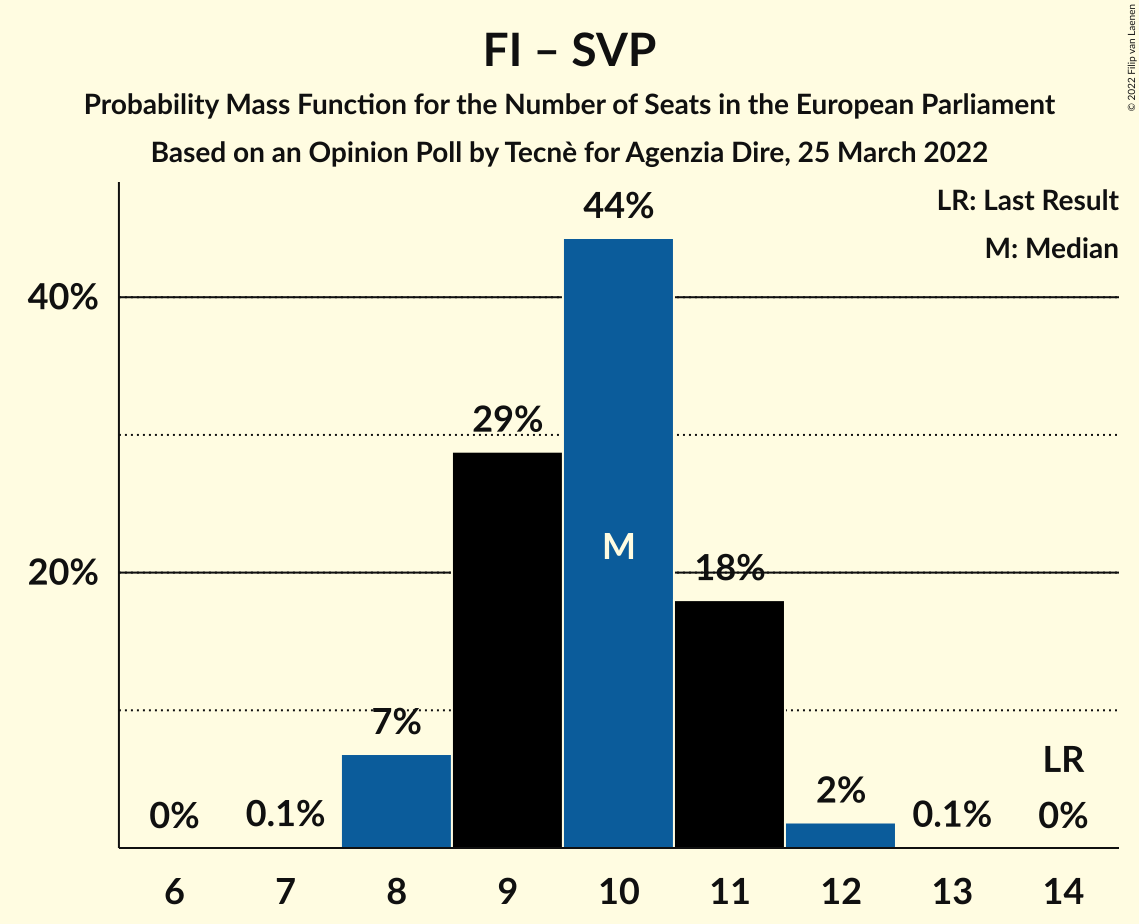 FI – SVP
Probability Mass Function for the Number of Seats in the European Parliament
Based on an Opinion Poll by Tecnè for Agenzia Dire, 25 March 2022
© 2022 Filip van Laenen
LR: Last Result
M: Median
40%
20%
0%
0.1%
7%
29%
44%
M
18%
2%
0.1%
LR
0%
6 7 8 9 10 11 12 13 14